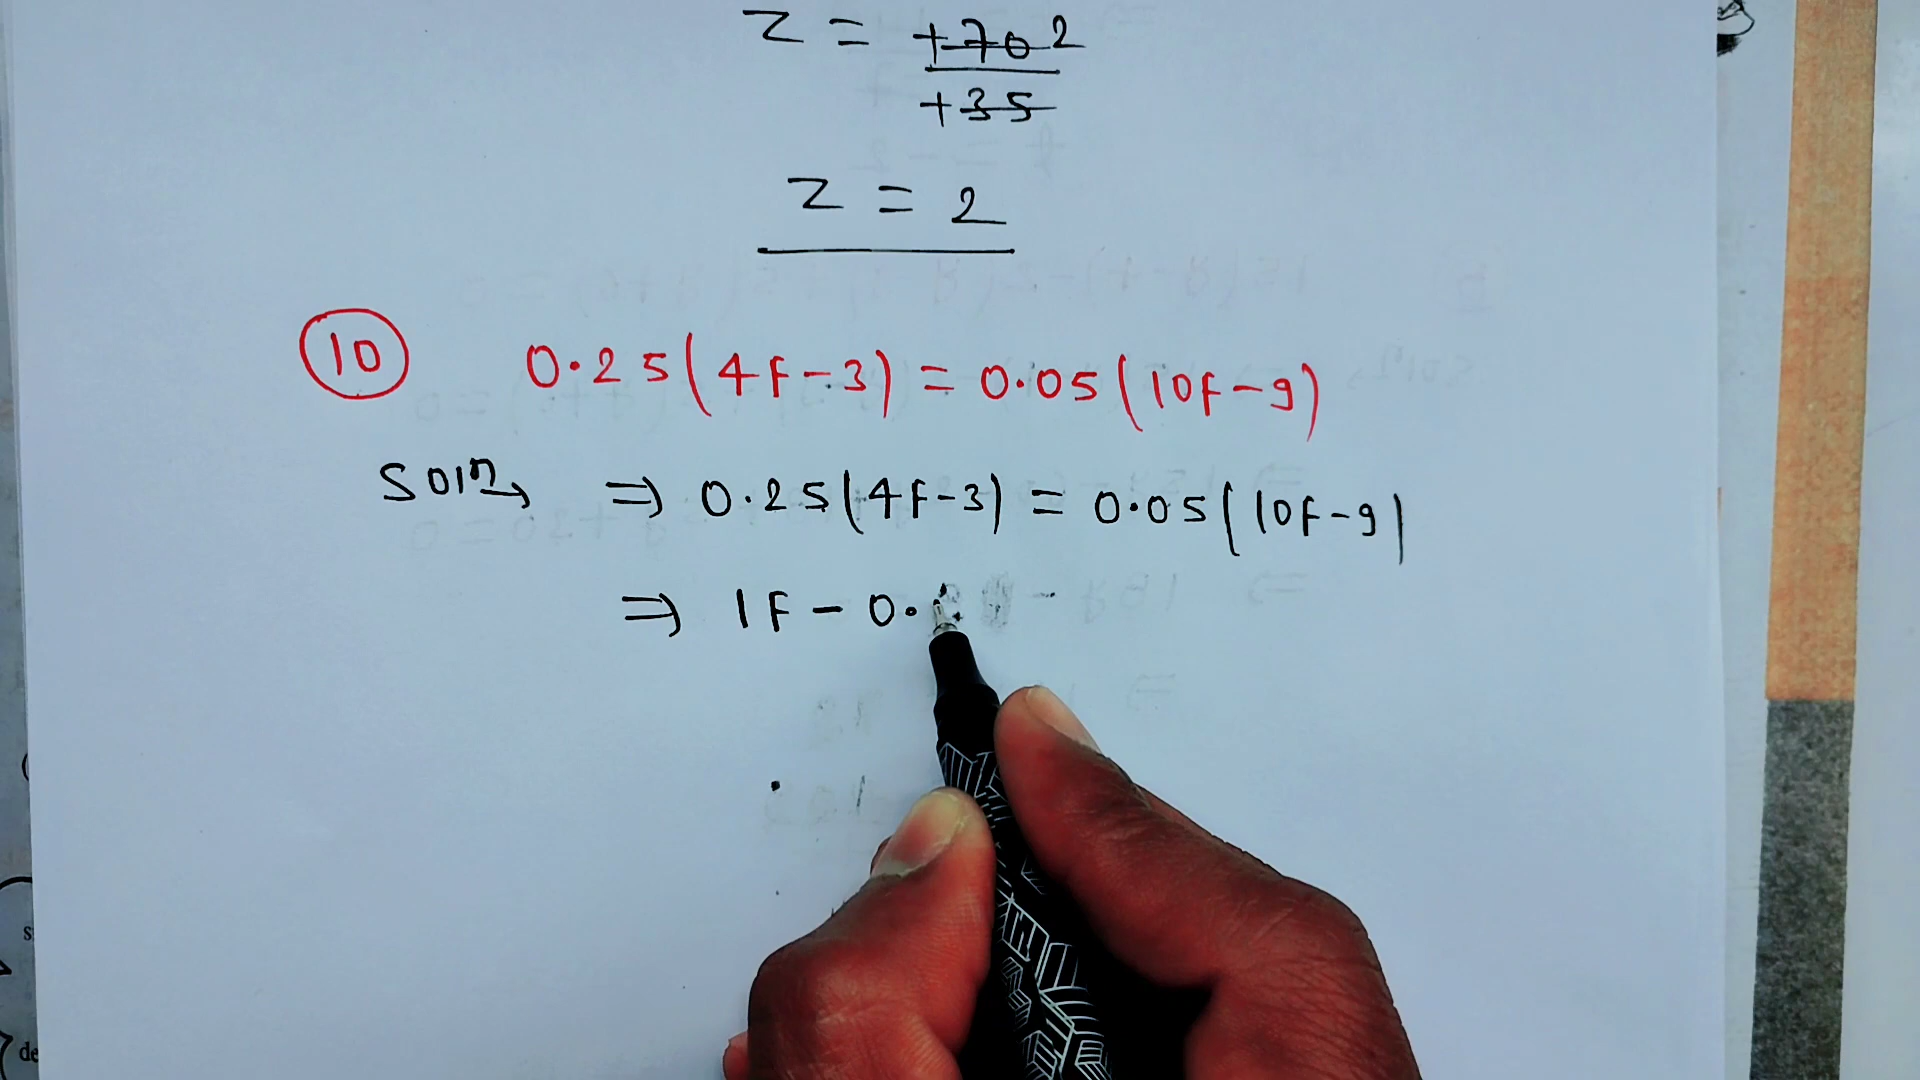 Z = +70 2
+35
Z = 2
10 0.25(4F-3) = 0.05(10F-9)
Soln ⇒ 0.25(4F-3) = 0.05(10F-9)
⇒ 1F - 0.
de